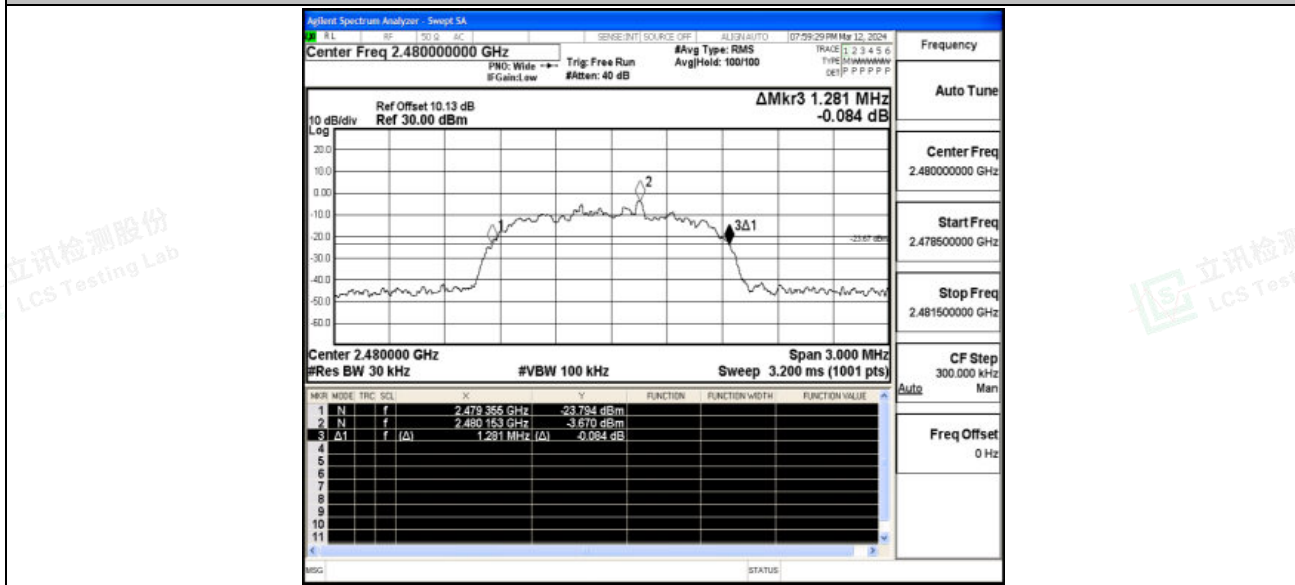 Agilent Spectrum Analyzer - Swept SA
RL RF 50 Ω AC SENSE:INT SOURCE OFF ALIGN AUTO 07:59:29 PM Mar 12, 2024
Center Freq 2.480000000 GHz
PNO: Wide
IFGain:Low
Trig: Free Run
#Atten: 40 dB
#Avg Type: RMS
Avg|Hold: 100/100
TRACE 1 2 3 4 5 6
TYPE MWWWWW
DET P P P P P P
ΔMkr3 1.281 MHz
-0.084 dB
Ref Offset 10.13 dB
10 dB/div Ref 30.00 dBm
Log
20.0
10.0
0.00
-10.0
-20.0
-30.0
-40.0
-50.0
-60.0
1
2
3Δ1
-23.67 dBm
Center 2.480000 GHz Span 3.000 MHz
#Res BW 30 kHz #VBW 100 kHz Sweep 3.200 ms (1001 pts)
MKR MODE TRC SCL X Y FUNCTION FUNCTION WIDTH FUNCTION VALUE
1 N f 2.479 355 GHz -23.794 dBm
2 N f 2.480 153 GHz -3.670 dBm
3 Δ1 f (Δ) 1.281 MHz (Δ) -0.084 dB
4
5
6
7
8
9
10
11
MSG STATUS
Frequency
Auto Tune
Center Freq
2.480000000 GHz
Start Freq
2.478500000 GHz
Stop Freq
2.481500000 GHz
CF Step
300.000 kHz
Auto Man
Freq Offset
0 Hz
立讯检测股份
LCS Testing Lab
立讯检测
LCS Test